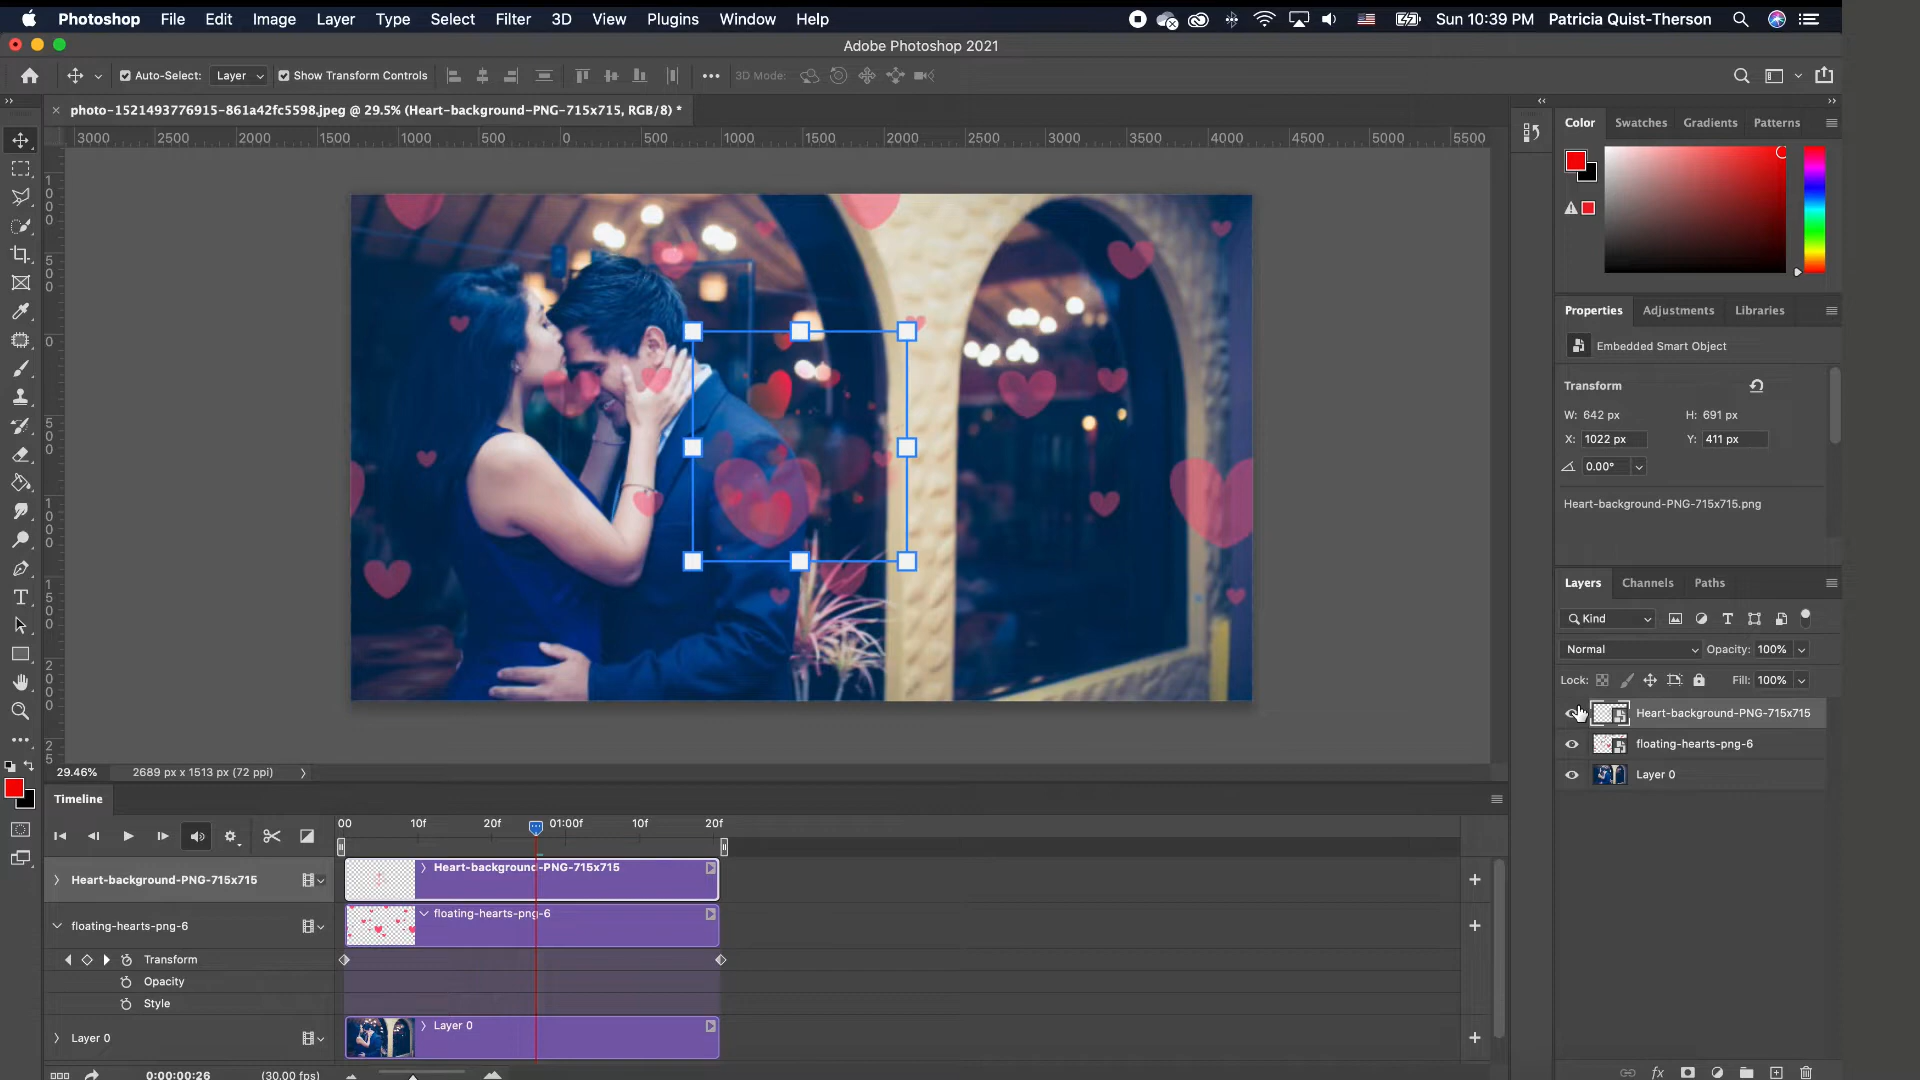 Photoshop File Edit Image Layer Type Select Filter 3D View Plugins Window Help Sun 10:39 PM Patricia Quist-Therson
Adobe Photoshop 2021
Auto-Select: Layer Show Transform Controls 3D Mode:
photo-1521493776915-861a42fc5598.jpeg @ 29.5% (Heart-background-PNG-715x715, RGB/8) *
3000 2500 2000 1500 1000 500 0 500 1000 1500 2000 2500 3000 3500 4000 4500 5000 5500
Color Swatches Gradients Patterns
Properties Adjustments Libraries
Embedded Smart Object
Transform
W: 642 px H: 691 px
X: 1022 px Y: 411 px
0.00°
Heart-background-PNG-715x715.png
Layers Channels Paths
Kind
Normal Opacity: 100%
Lock: Fill: 100%
Heart-background-PNG-715x715
floating-hearts-png-6
Layer 0
29.46% 2689 px x 1513 px (72 ppi)
Timeline
00 10f 20f 01:00f 10f 20f
Heart-background-PNG-715x715 Heart-background-PNG-715x715
floating-hearts-png-6 floating-hearts-png-6
Transform
Opacity
Style
Layer 0 Layer 0
0:00:00:26 (30.00 fps)